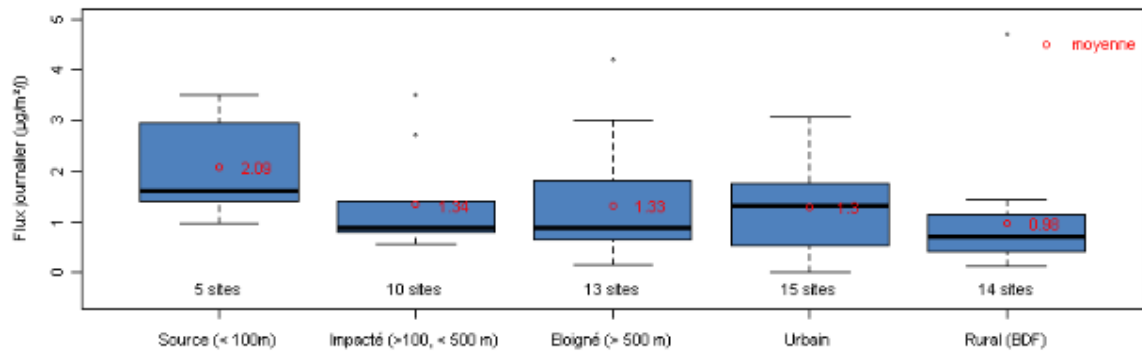 5
4
3
2
1
0
Flux journalier (µg/m²/j)
moyenne
2.09
1.34
1.33
1.3
0.98
5 sites
10 sites
13 sites
15 sites
14 sites
Source (< 100m)
Impacté (>100, < 500 m)
Eloigné (> 500 m)
Urbain
Rural (BDF)